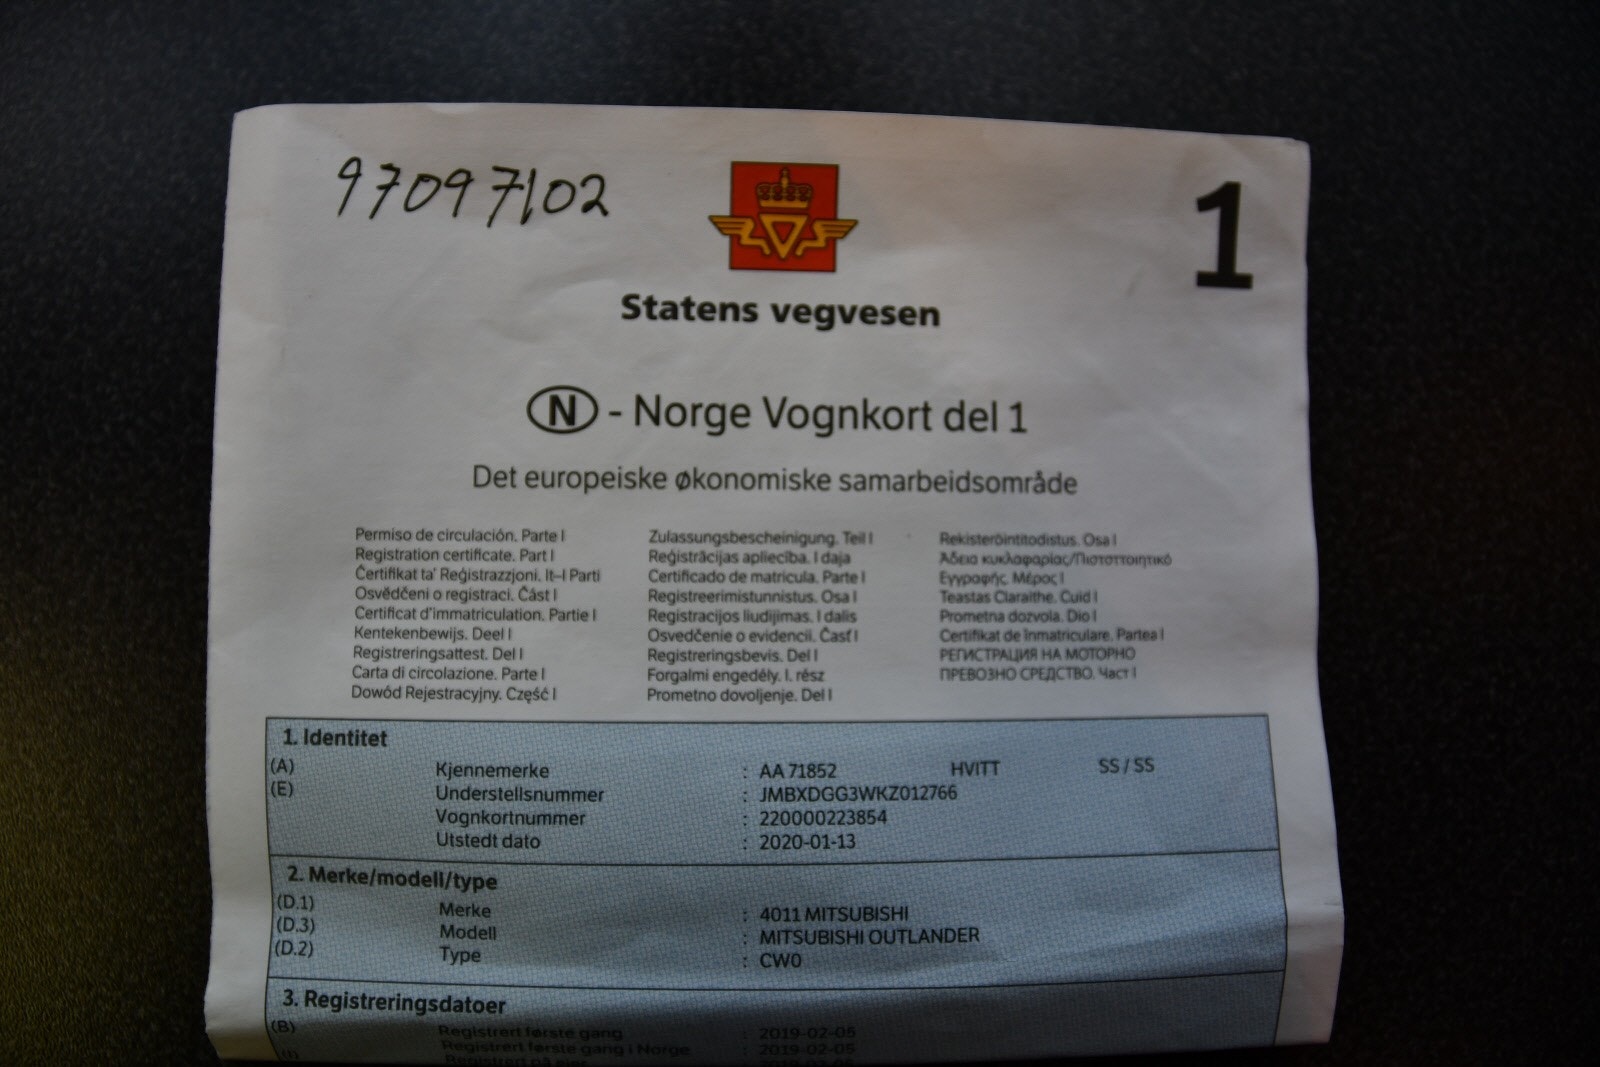 97097102
1
Statens vegvesen
N - Norge Vognkort del 1
Det europeiske økonomiske samarbeidsområde
Permiso de circulación. Parte I
Registration certificate. Part I
Ċertifikat ta' Reġistrazzjoni. It-I Parti
Osvědčeni o registraci. Část I
Certificat d'immatriculation. Partie I
Kentekenbewijs. Deel I
Registreringsattest. Del I
Carta di circolazione. Parte I
Dowód Rejestracyjny. Część I
Zulassungsbescheinigung. Teil I
Reģistrācijas apliecība. I daja
Certificado de matrícula. Parte I
Registreerimistunnistus. Osa I
Registracijos liudijimas. I dalis
Osvedčenie o evidencii. Časť I
Registreringsbevis. Del I
Forgalmi engedély. I. rész
Prometno dovoljenje. Del I
Rekisteröintitodistus. Osa I
Άδεια κυκλοφορίας/Πιστοποιητικό
Εγγραφής. Μέρος I
Teastas Claraithe. Cuid I
Prometna dozvola. Dio I
Certifikat de înmatriculare. Partea I
РЕГИСТРАЦИЯ НА МОТОРНО
ПРЕВОЗНО СРЕДСТВО. Част I
1. Identitet
(A) Kjennemerke : AA 71852 HVITT SS / SS
(E) Understellsnummer : JMBXDGG3WKZ012766
Vognkortnummer : 220000223854
Utstedt dato : 2020-01-13
2. Merke/modell/type
(D.1) Merke : 4011 MITSUBISHI
(D.3) Modell : MITSUBISHI OUTLANDER
(D.2) Type : CW0
3. Registreringsdatoer
(B) Registrert første gang : 2019-02-05
(I) Registrert første gang i Norge : 2019-02-05
Registrert på eier